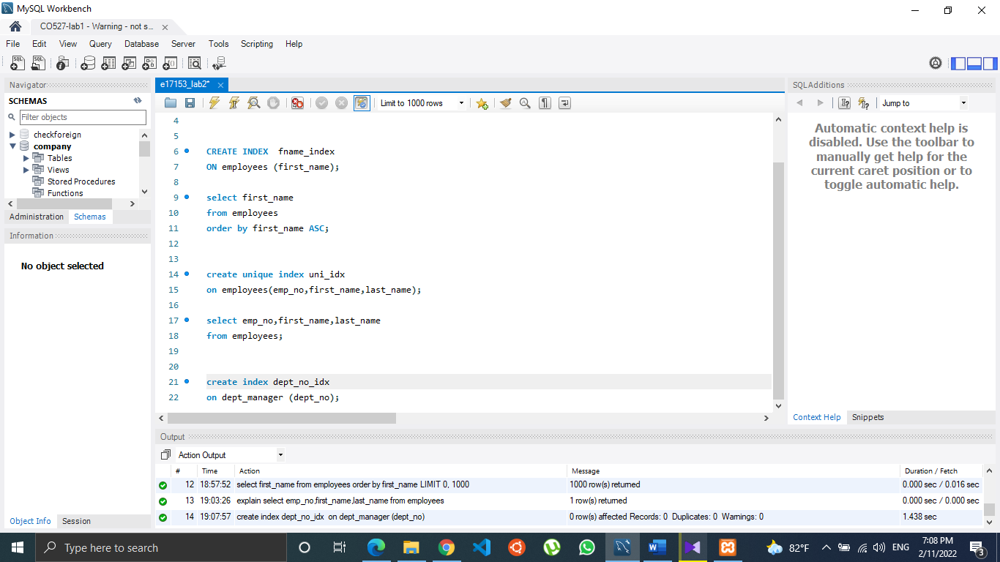 MySQL Workbench
CO527-lab1 - Warning - not s...
File Edit View Query Database Server Tools Scripting Help
Navigator
SCHEMAS
Filter objects
checkforeign
company
Tables
Views
Stored Procedures
Functions
Administration Schemas
Information
No object selected
Object Info Session
e17153_lab2*
Limit to 1000 rows
4
5
6 CREATE INDEX  fname_index
7 ON employees (first_name);
8
9 select first_name
10 from employees
11 order by first_name ASC;
12
13
14 create unique index uni_idx
15 on employees(emp_no,first_name,last_name);
16
17 select emp_no,first_name,last_name
18 from employees;
19
20
21 create index dept_no_idx
22 on dept_manager (dept_no);
SQLAdditions
Jump to
Automatic context help is
disabled. Use the toolbar to
manually get help for the
current caret position or to
toggle automatic help.
Context Help Snippets
Output
Action Output
# Time Action Message Duration / Fetch
12 18:57:52 select first_name from employees order by first_name LIMIT 0, 1000 1000 row(s) returned 0.000 sec / 0.016 sec
13 19:03:26 explain select emp_no,first_name,last_name from employees 1 row(s) returned 0.000 sec / 0.000 sec
14 19:07:57 create index dept_no_idx  on dept_manager (dept_no) 0 row(s) affected Records: 0  Duplicates: 0  Warnings: 0 1.438 sec
Type here to search
82°F
ENG
7:08 PM
2/11/2022
3